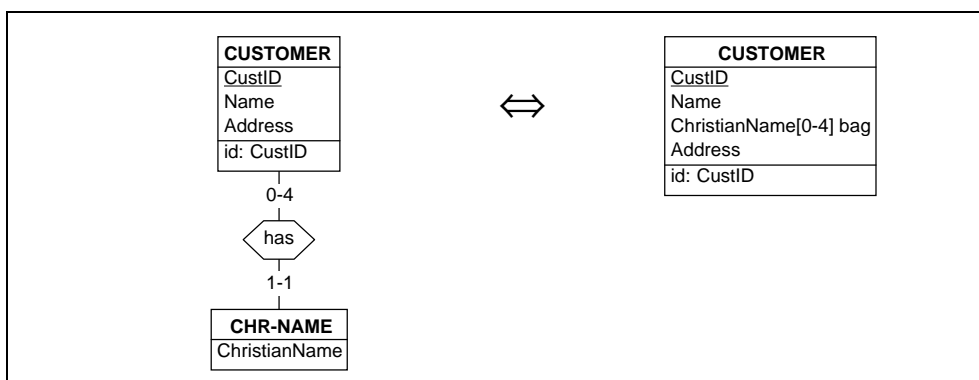 CUSTOMER
CustID
Name
Address
id: CustID
0-4
has
1-1
CHR-NAME
ChristianName
CUSTOMER
CustID
Name
ChristianName[0-4] bag
Address
id: CustID